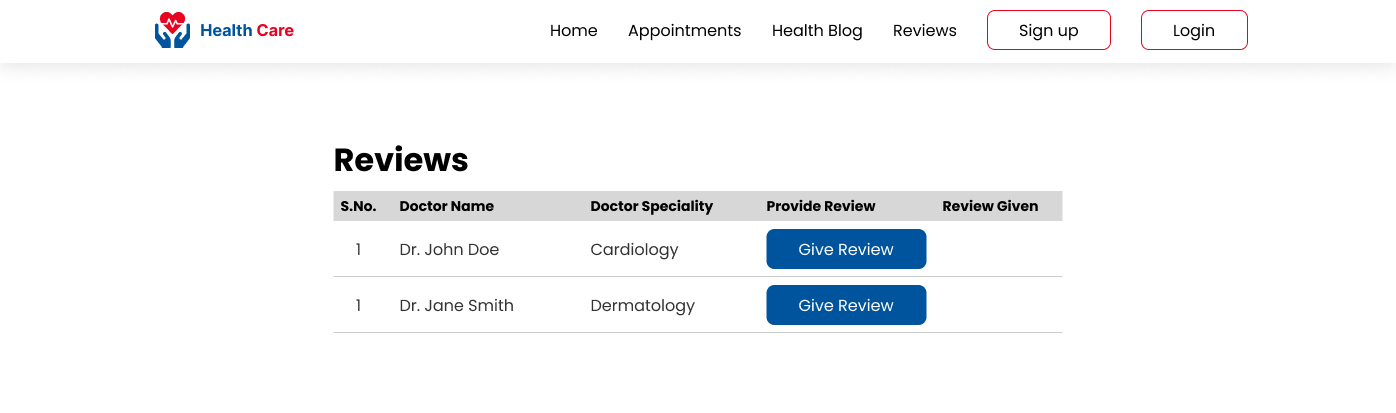 Health Care Home Appointments Health Blog Reviews Sign up Login
Reviews
S.No. Doctor Name Doctor Speciality Provide Review Review Given
1 Dr. John Doe Cardiology Give Review
1 Dr. Jane Smith Dermatology Give Review